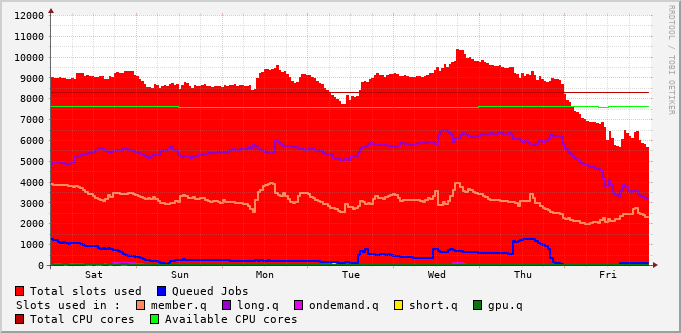 12000
11000
10000
9000
8000
7000
6000
5000
4000
3000
2000
1000
0
Sat Sun Mon Tue Wed Thu Fri
Total slots used Queued Jobs
Slots used in : member.q long.q ondemand.q short.q gpu.q
Total CPU cores Available CPU cores
RRDTOOL / TOBI OETIKER